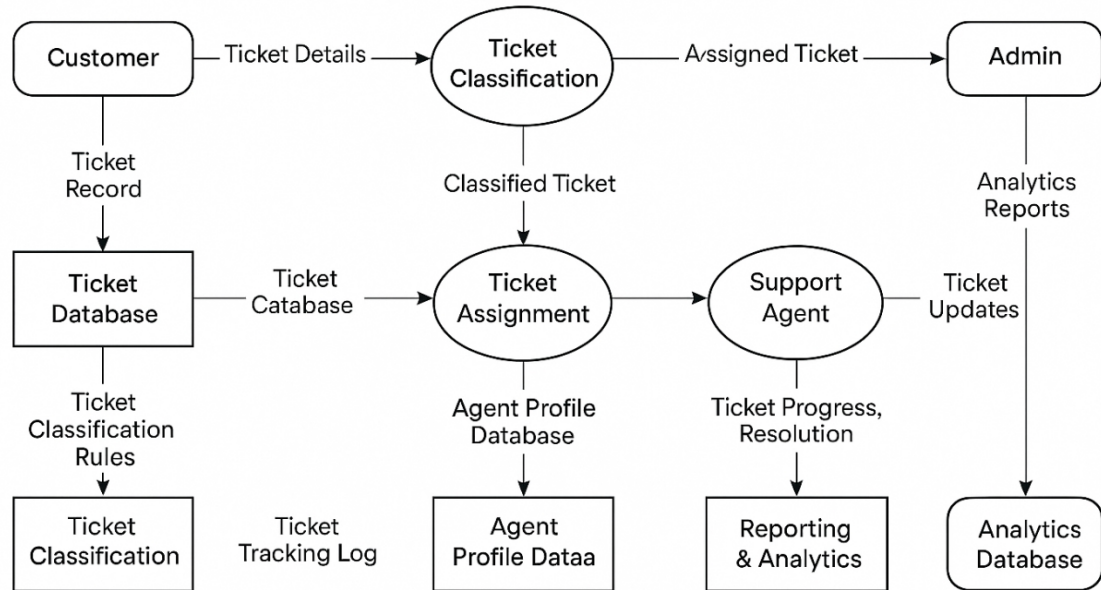 Customer
Ticket Details
Ticket
Classification
Assigned Ticket
Admin
Ticket
Record
Classified Ticket
Analytics
Reports
Ticket
Database
Ticket
Catabase
Ticket
Assignment
Support
Agent
Ticket
Updates
Ticket
Classification
Rules
Agent Profile
Database
Ticket Progress,
Resolution
Ticket
Classification
Ticket
Tracking Log
Agent
Profile Dataa
Reporting
& Analytics
Analytics
Database